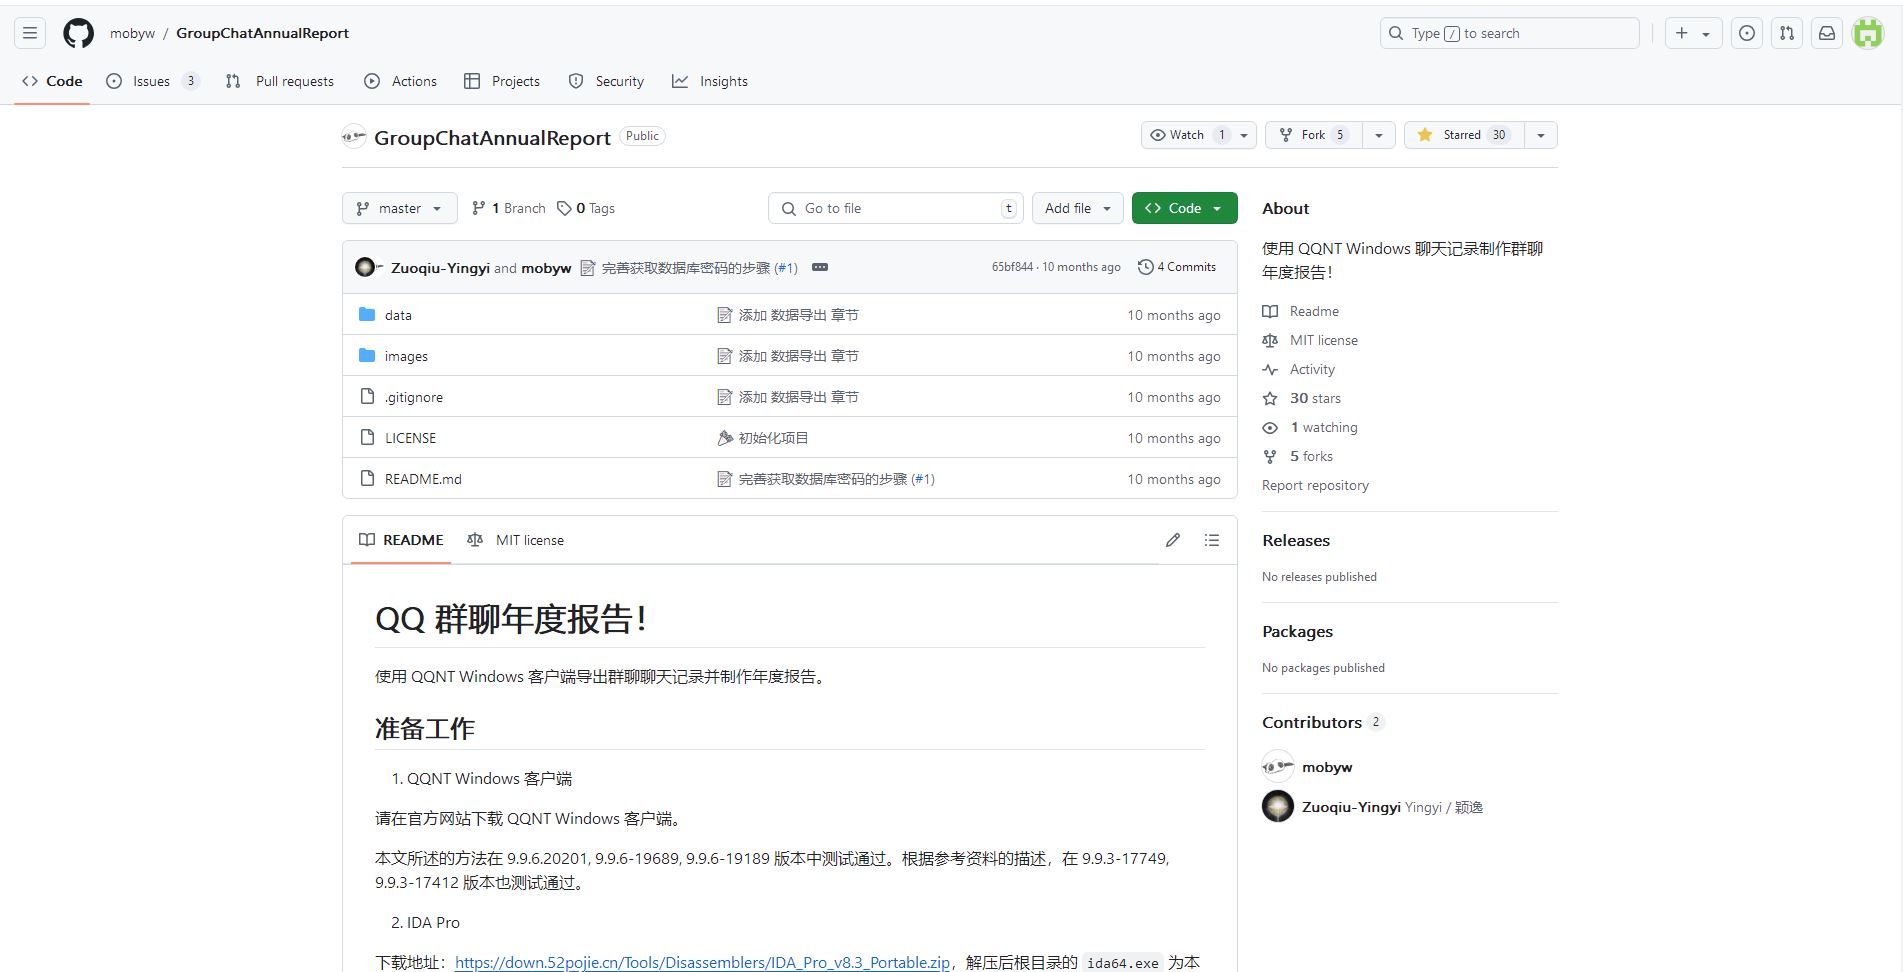 mobyw / GroupChatAnnualReport
Type / to search
Code
Issues 3
Pull requests
Actions
Projects
Security
Insights
GroupChatAnnualReport Public
Watch 1
Fork 5
Starred 30
master
1 Branch
0 Tags
Go to file t
Add file
Code
Zuoqiu-Yingyi and mobyw 完善获取数据库密码的步骤 (#1)
65bf844 · 10 months ago
4 Commits
data 添加 数据导出 章节 10 months ago
images 添加 数据导出 章节 10 months ago
.gitignore 添加 数据导出 章节 10 months ago
LICENSE 初始化项目 10 months ago
README.md 完善获取数据库密码的步骤 (#1) 10 months ago
README
MIT license
QQ 群聊年度报告！
使用 QQNT Windows 客户端导出群聊聊天记录并制作年度报告。
准备工作
1. QQNT Windows 客户端
请在官方网站下载 QQNT Windows 客户端。
本文所述的方法在 9.9.6.20201, 9.9.6-19689, 9.9.6-19189 版本中测试通过。根据参考资料的描述，在 9.9.3-17749,
9.9.3-17412 版本也测试通过。
2. IDA Pro
下载地址：https://down.52pojie.cn/Tools/Disassemblers/IDA_Pro_v8.3_Portable.zip，解压后根目录的 ida64.exe 为本
About
使用 QQNT Windows 聊天记录制作群聊
年度报告！
Readme
MIT license
Activity
30 stars
1 watching
5 forks
Report repository
Releases
No releases published
Packages
No packages published
Contributors 2
mobyw
Zuoqiu-Yingyi Yingyi / 颖逸